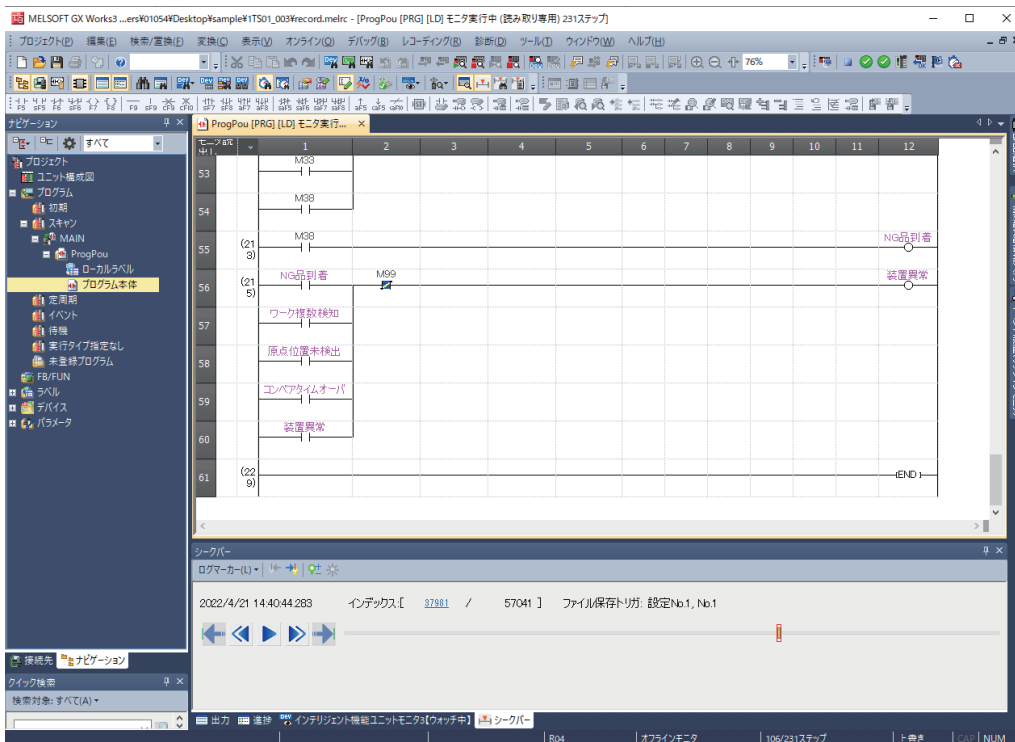 MELSOFT GX Works3 ...ers¥01054¥Desktop¥sample¥1TS01_003¥record.melrc - [ProgPou [PRG] [LD] モニタ実行中 (読み取り専用) 231ステップ]
プロジェクト(P) 編集(E) 検索/置換(F) 変換(C) 表示(V) オンライン(O) デバッグ(B) レコーディング(R) 診断(D) ツール(T) ウィンドウ(W) ヘルプ(H)
76%
ナビゲーション
すべて
プロジェクト
ユニット構成図
プログラム
初期
スキャン
MAIN
ProgPou
ローカルラベル
プログラム本体
定周期
イベント
待機
実行タイプ指定なし
未登録プログラム
FB/FUN
ラベル
デバイス
パラメータ
接続先 ナビゲーション
クイック検索
検索対象: すべて(A)
ProgPou [PRG] [LD] モニタ実行...
1 2 3 4 5 6 7 8 9 10 11 12
53 M33
54 M38
55 (213) M38 NG品到着
56 (215) NG品到着 M99 装置異常
57 ワーク複数検知
58 原点位置未検出
59 コンベアタイムオーバ
60 装置異常
61 (229) END
シークバー
ログマーカー(L)
2022/4/21 14:40:44.283 インデックス:[ 37981 / 57041 ] ファイル保存トリガ: 設定No.1, No.1
出力 進捗 インテリジェント機能ユニットモニタ3【ウォッチ中】 シークバー
R04 オフラインモニタ 106/231ステップ 上書き CAP NUM